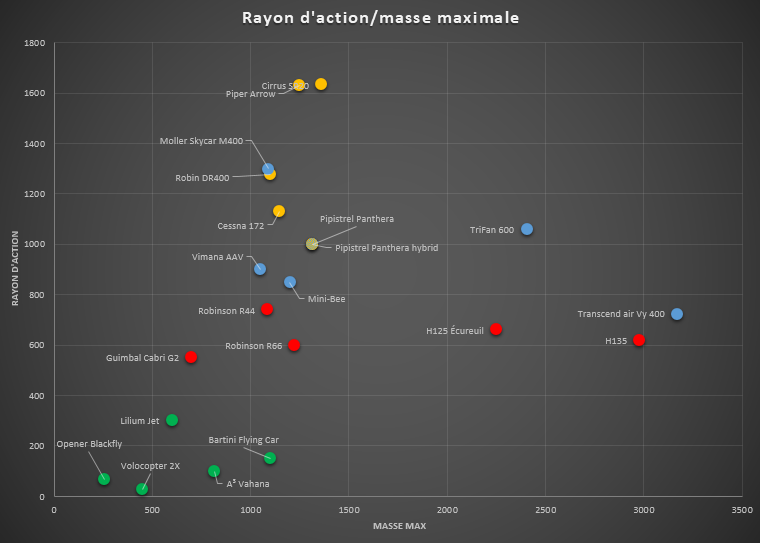 Rayon d'action/masse maximale
1800
1600
1400
1200
1000
800
600
400
200
0
RAYON D'ACTION
Cirrus
Piper Arrow
Moller Skycar M400
Robin DR400
Cessna 172
Pipistrel Panthera
Pipistrel Panthera hybrid
TriFan 600
Vimana AAV
Mini-Bee
Robinson R44
Transcend air Vy 400
H125 Écureuil
H135
Robinson R66
Guimbal Cabri G2
Lilium Jet
Bartini Flying Car
Opener Blackfly
Volocopter 2X
A³ Vahana
0
500
1000
1500
2000
2500
3000
3500
MASSE MAX